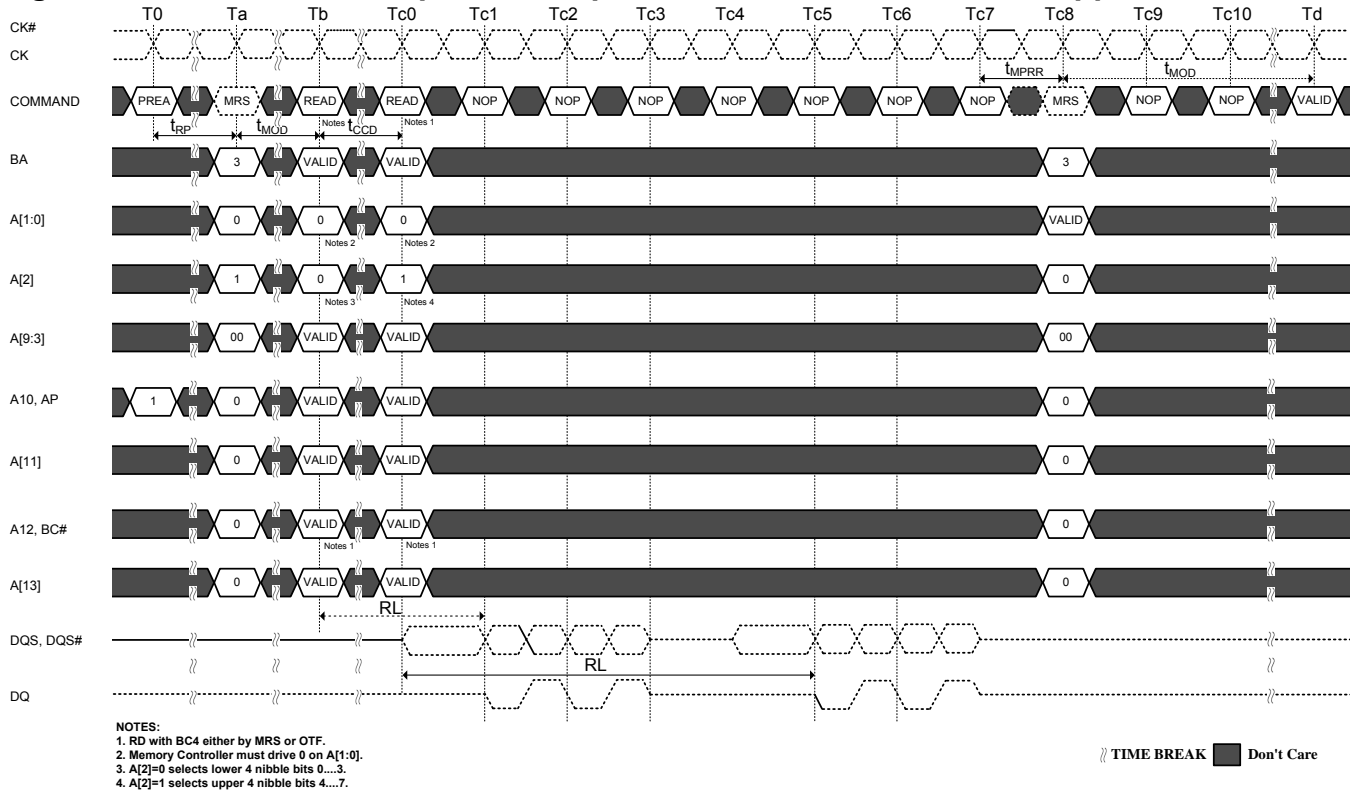 T0 Ta Tb Tc0 Tc1 Tc2 Tc3 Tc4 Tc5 Tc6 Tc7 Tc8 Tc9 Tc10 Td
CK#
CK
tMPRR tMOD
COMMAND PREA MRS READ READ NOP NOP NOP NOP NOP NOP NOP MRS NOP NOP VALID
Notes 1 Notes 1
tRP tMOD tCCD
BA 3 VALID VALID 3
A[1:0] 0 0 0 VALID
Notes 2 Notes 2
A[2] 1 0 1 0
Notes 3 Notes 4
A[9:3] 00 VALID VALID 00
A10, AP 1 0 VALID VALID 0
A[11] 0 VALID VALID 0
A12, BC# 0 VALID VALID 0
Notes 1 Notes 1
A[13] 0 VALID VALID 0
RL
DQS, DQS#
RL
DQ
NOTES:
1. RD with BC4 either by MRS or OTF.
2. Memory Controller must drive 0 on A[1:0].
3. A[2]=0 selects lower 4 nibble bits 0....3.
4. A[2]=1 selects upper 4 nibble bits 4....7.
TIME BREAK Don't Care